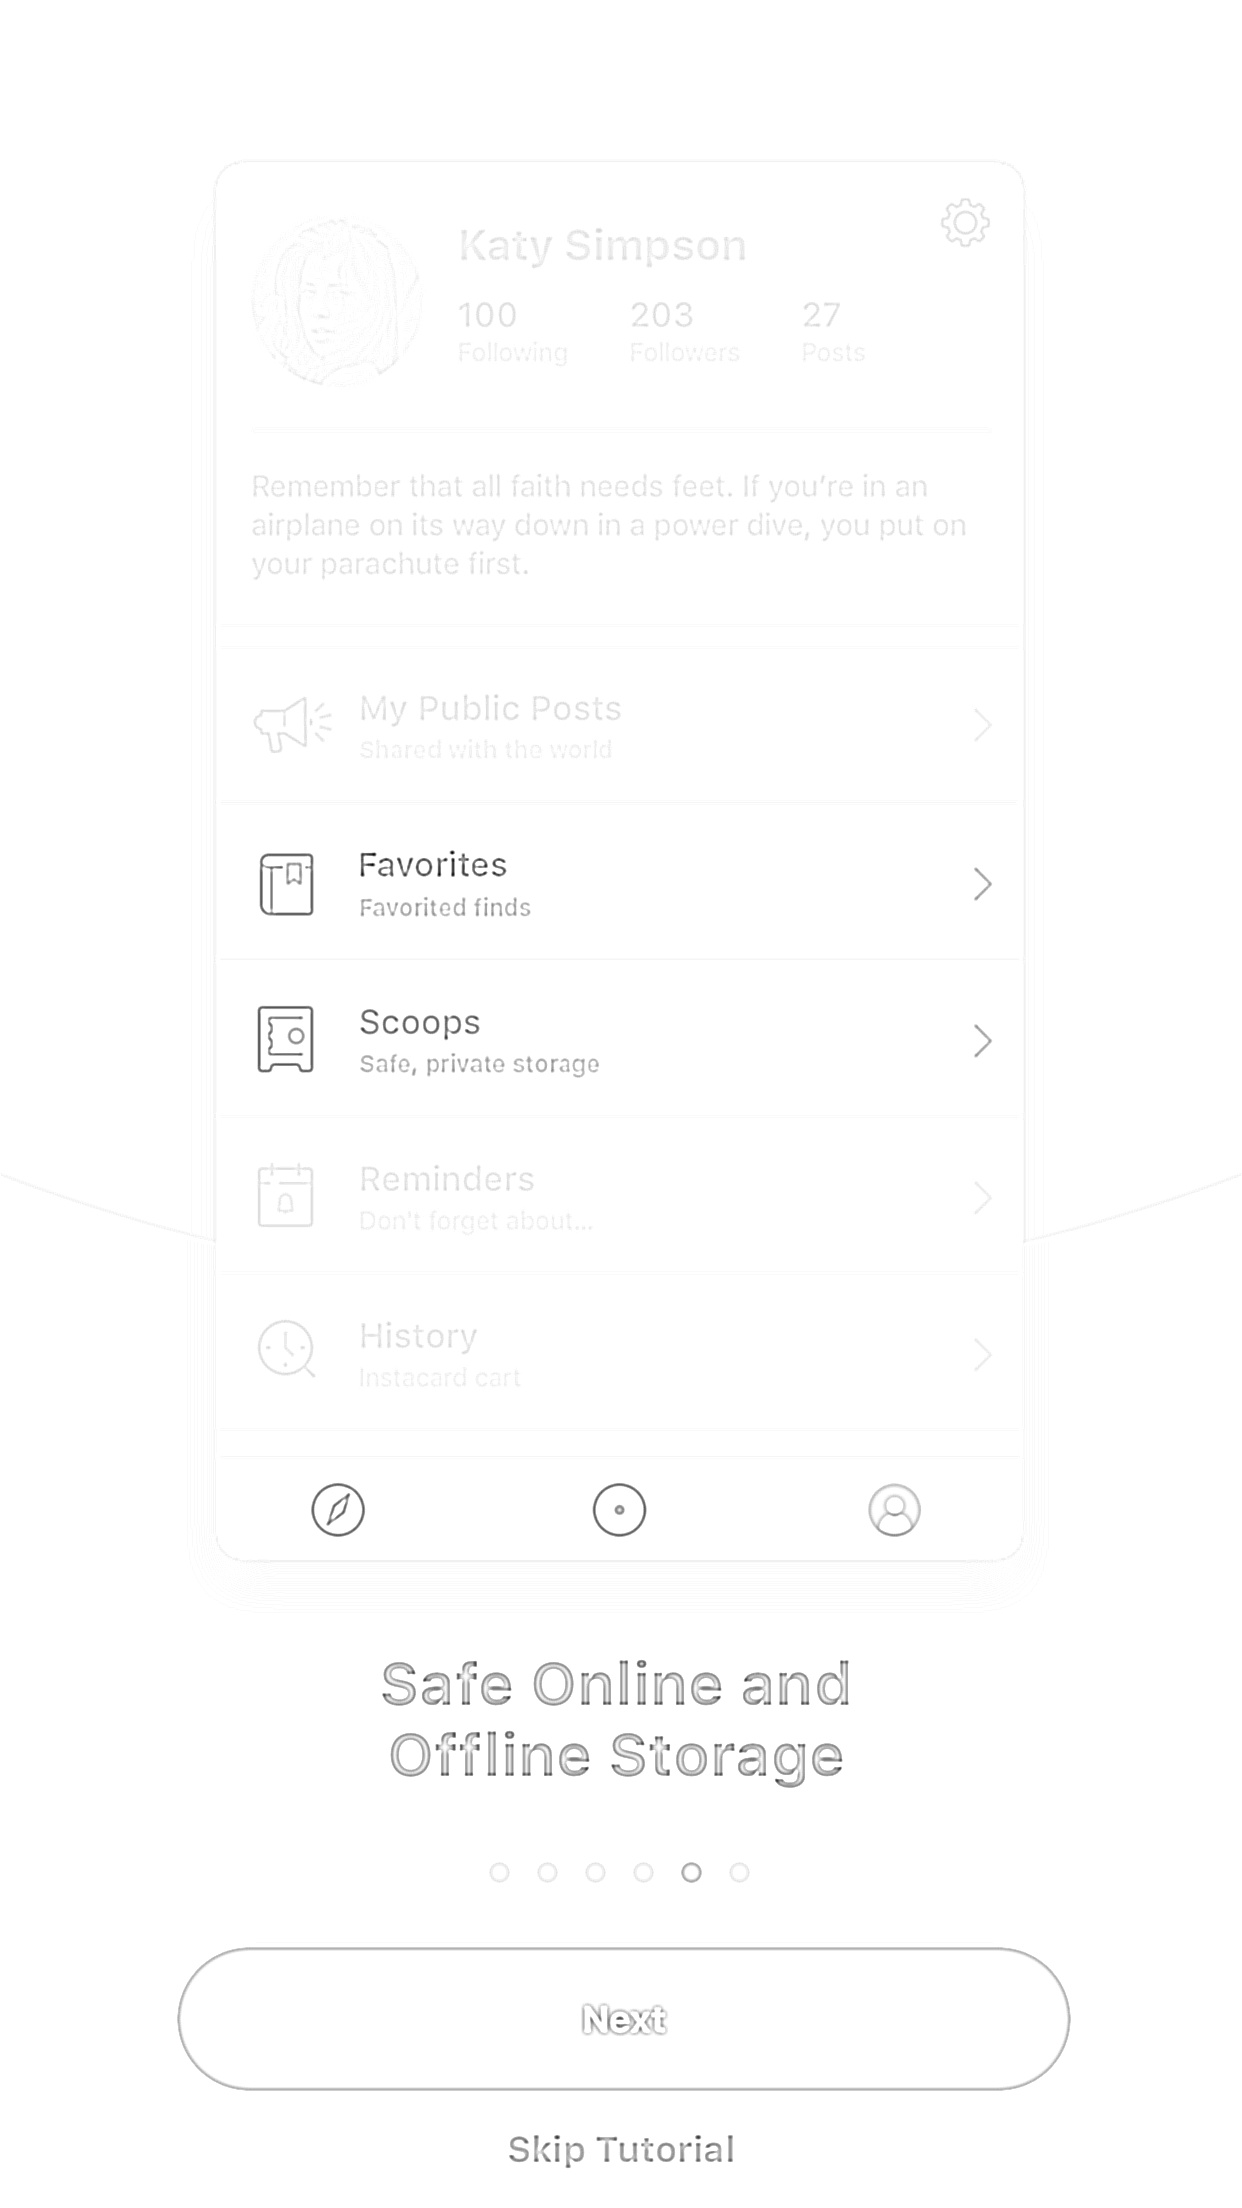 Katy Simpson
100 203 27
Following Followers Posts
Remember that all faith needs feet. If you’re in an
airplane on its way down in a power dive, you put on
your parachute first.
My Public Posts
Shared with the world
Favorites
Favorited finds
Scoops
Safe, private storage
Reminders
Don't forget about...
History
Instacard cart
Safe Online and
Offline Storage
Next
Skip Tutorial